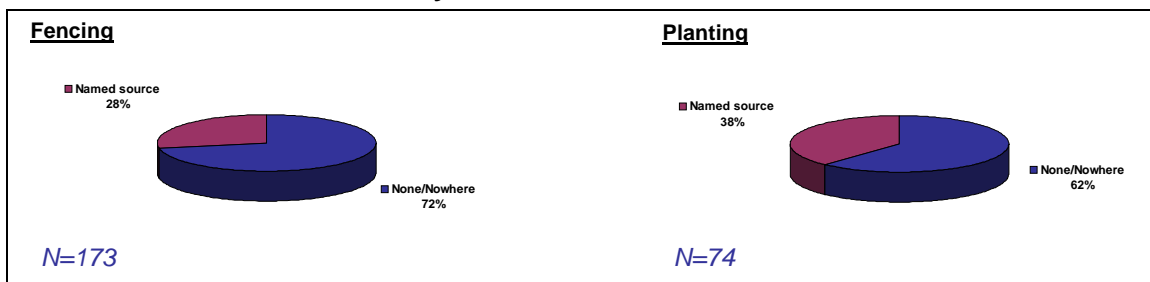 Fencing
Named source
28%
None/Nowhere
72%
N=173
Planting
Named source
38%
None/Nowhere
62%
N=74